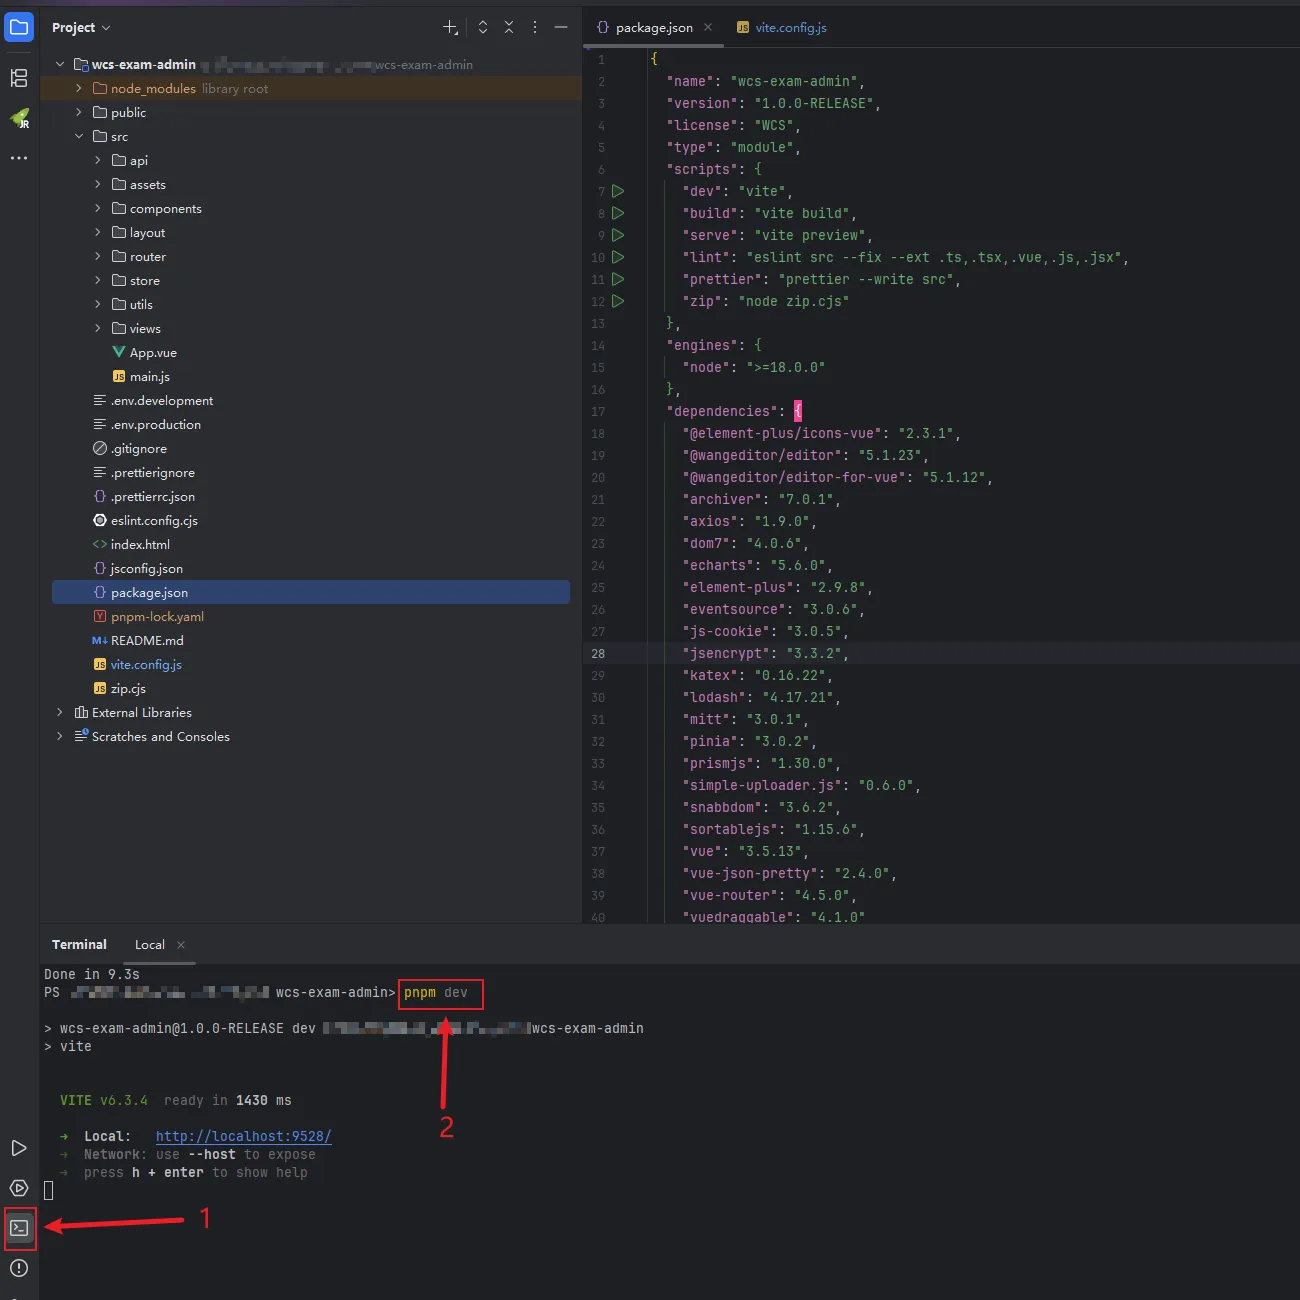 Project
wcs-exam-admin wcs-exam-admin
node_modules library root
public
src
api
assets
components
layout
router
store
utils
views
App.vue
JS main.js
.env.development
.env.production
.gitignore
.prettierignore
{} .prettierrc.json
eslint.config.cjs
<> index.html
{} jsconfig.json
{} package.json
Y pnpm-lock.yaml
M↓ README.md
JS vite.config.js
JS zip.cjs
External Libraries
Scratches and Consoles
JR
{} package.json × JS vite.config.js
1 {
2 "name": "wcs-exam-admin",
3 "version": "1.0.0-RELEASE",
4 "license": "WCS",
5 "type": "module",
6 "scripts": {
7 "dev": "vite",
8 "build": "vite build",
9 "serve": "vite preview",
10 "lint": "eslint src --fix --ext .ts,.tsx,.vue,.js,.jsx",
11 "prettier": "prettier --write src",
12 "zip": "node zip.cjs"
13 },
14 "engines": {
15 "node": ">=18.0.0"
16 },
17 "dependencies": {
18 "@element-plus/icons-vue": "2.3.1",
19 "@wangeditor/editor": "5.1.23",
20 "@wangeditor/editor-for-vue": "5.1.12",
21 "archiver": "7.0.1",
22 "axios": "1.9.0",
23 "dom7": "4.0.6",
24 "echarts": "5.6.0",
25 "element-plus": "2.9.8",
26 "eventsource": "3.0.6",
27 "js-cookie": "3.0.5",
28 "jsencrypt": "3.3.2",
29 "katex": "0.16.22",
30 "lodash": "4.17.21",
31 "mitt": "3.0.1",
32 "pinia": "3.0.2",
33 "prismjs": "1.30.0",
34 "simple-uploader.js": "0.6.0",
35 "snabbdom": "3.6.2",
36 "sortablejs": "1.15.6",
37 "vue": "3.5.13",
38 "vue-json-pretty": "2.4.0",
39 "vue-router": "4.5.0",
40 "vuedraggable": "4.1.0"
Terminal Local ×
Done in 9.3s
PS wcs-exam-admin> pnpm dev
> wcs-exam-admin@1.0.0-RELEASE dev wcs-exam-admin
> vite
VITE v6.3.4 ready in 1430 ms
➜ Local: http://localhost:9528/
➜ Network: use --host to expose
➜ press h + enter to show help
2
1